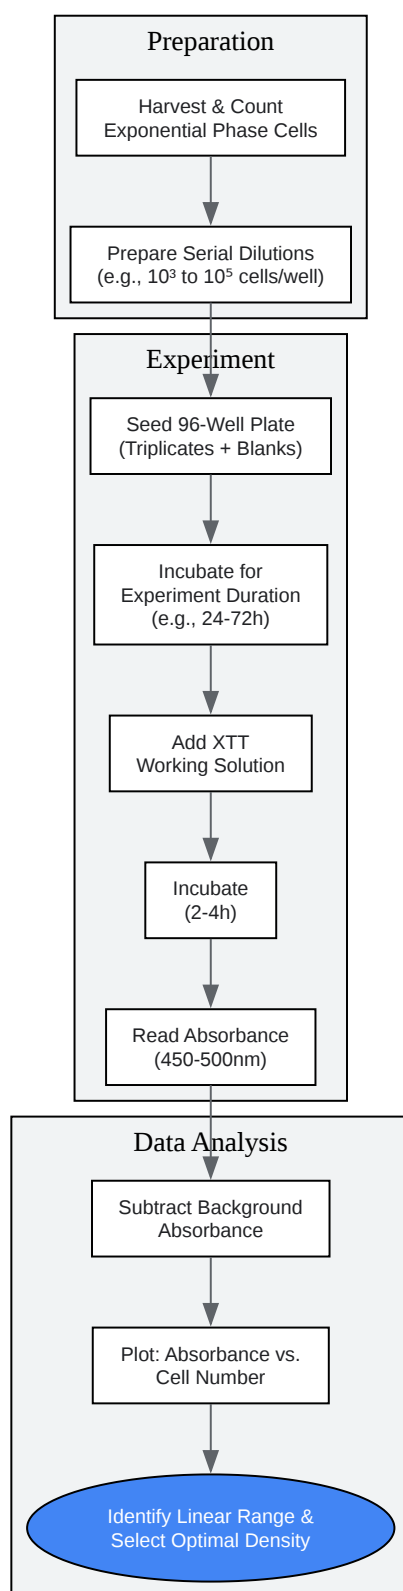 Preparation
Harvest & Count
Exponential Phase Cells
Prepare Serial Dilutions
(e.g., 10³ to 10⁵ cells/well)
Experiment
Seed 96-Well Plate
(Triplicates + Blanks)
Incubate for
Experiment Duration
(e.g., 24-72h)
Add XTT
Working Solution
Incubate
(2-4h)
Read Absorbance
(450-500nm)
Data Analysis
Subtract Background
Absorbance
Plot: Absorbance vs.
Cell Number
Identify Linear Range &
Select Optimal Density